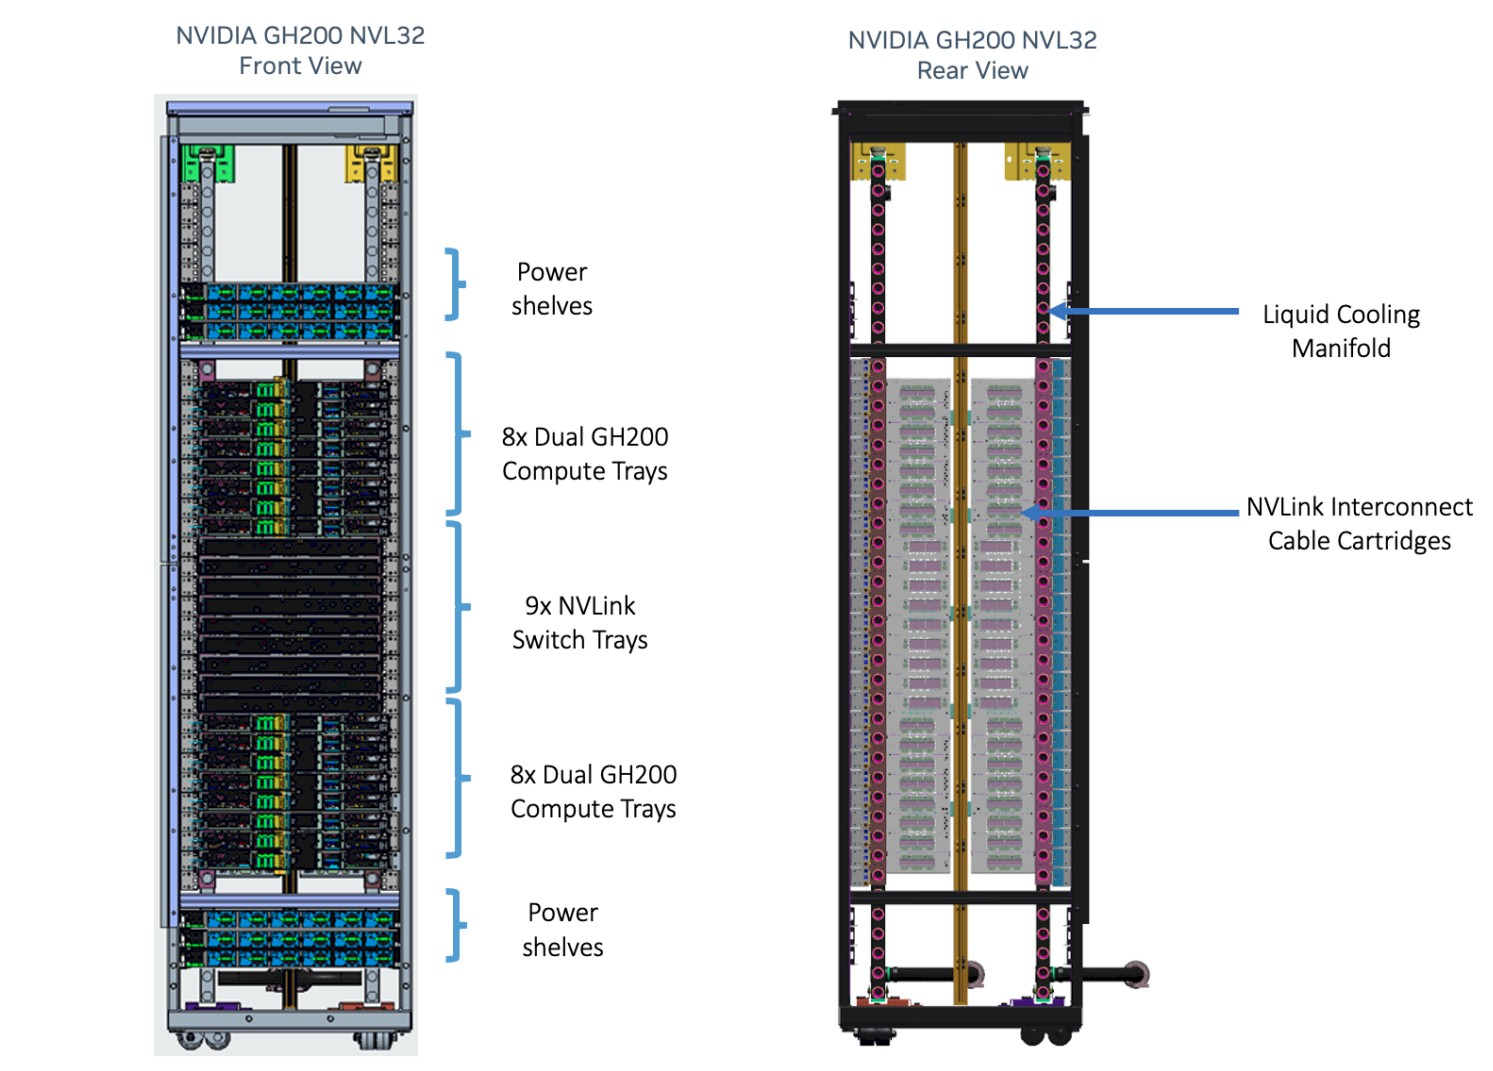 NVIDIA GH200 NVL32
Front View
Power
shelves
8x Dual GH200
Compute Trays
9x NVLink
Switch Trays
8x Dual GH200
Compute Trays
Power
shelves
NVIDIA GH200 NVL32
Rear View
Liquid Cooling
Manifold
NVLink Interconnect
Cable Cartridges